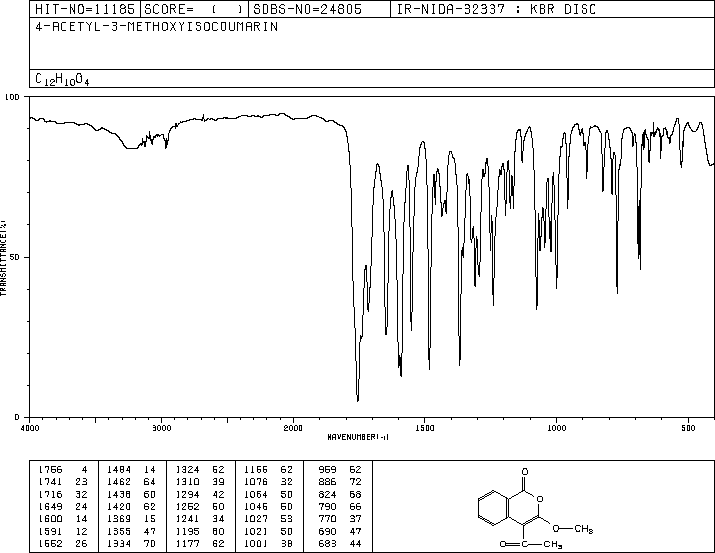 HIT-NO=11185 SCORE= ( ) SDBS-NO=24805 IR-NIDA-32337 : KBR DISC
4-ACETYL-3-METHOXYISOCOUMARIN
C12H10O4
100
50
0
TRANSMITTANCE(%)
4000 3000 2000 1500 1000 500
WAVENUMBER(-1)
1756 4 1484 14 1324 52 1166 62 969 62
1741 23 1462 64 1310 39 1076 32 886 72
1716 32 1438 60 1294 42 1064 50 824 68
1649 24 1420 62 1252 50 1046 50 790 66
1600 14 1369 15 1241 34 1027 53 770 37
1591 12 1355 47 1195 60 1021 50 690 47
1552 26 1334 70 1177 62 1001 38 683 44
O
O
O—CH3
O CH3